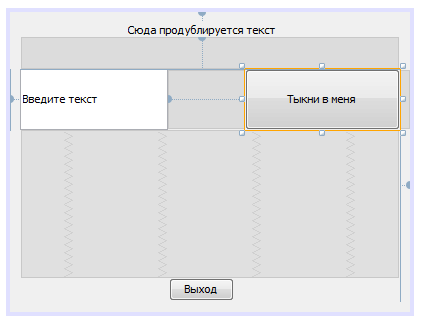 Сюда продублируется текст
Введите текст
Тыкни в меня
Выход